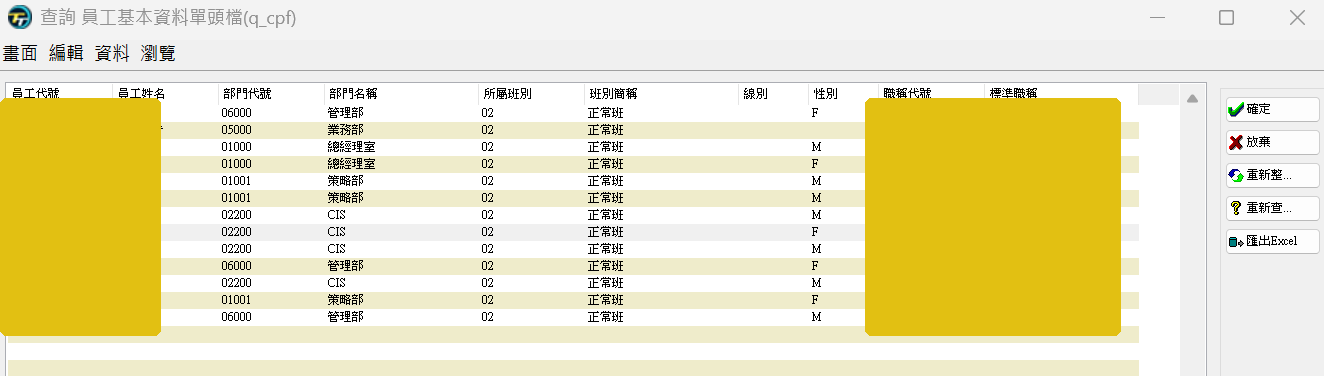 查詢 員工基本資料單頭檔(q_cpf)
畫面 編輯 資料 瀏覽
員工代號 員工姓名 部門代號 部門名稱 所屬班別 班別簡稱 線別 性別 職稱代號 標準職稱
06000 管理部 02 正常班 F
05000 業務部 02 正常班
01000 總經理室 02 正常班 M
01000 總經理室 02 正常班 F
01001 策略部 02 正常班 M
01001 策略部 02 正常班 M
02200 CIS 02 正常班 M
02200 CIS 02 正常班 F
02200 CIS 02 正常班 M
06000 管理部 02 正常班 F
02200 CIS 02 正常班 M
01001 策略部 02 正常班 F
06000 管理部 02 正常班 M
確定
放棄
重新整...
重新查...
匯出Excel